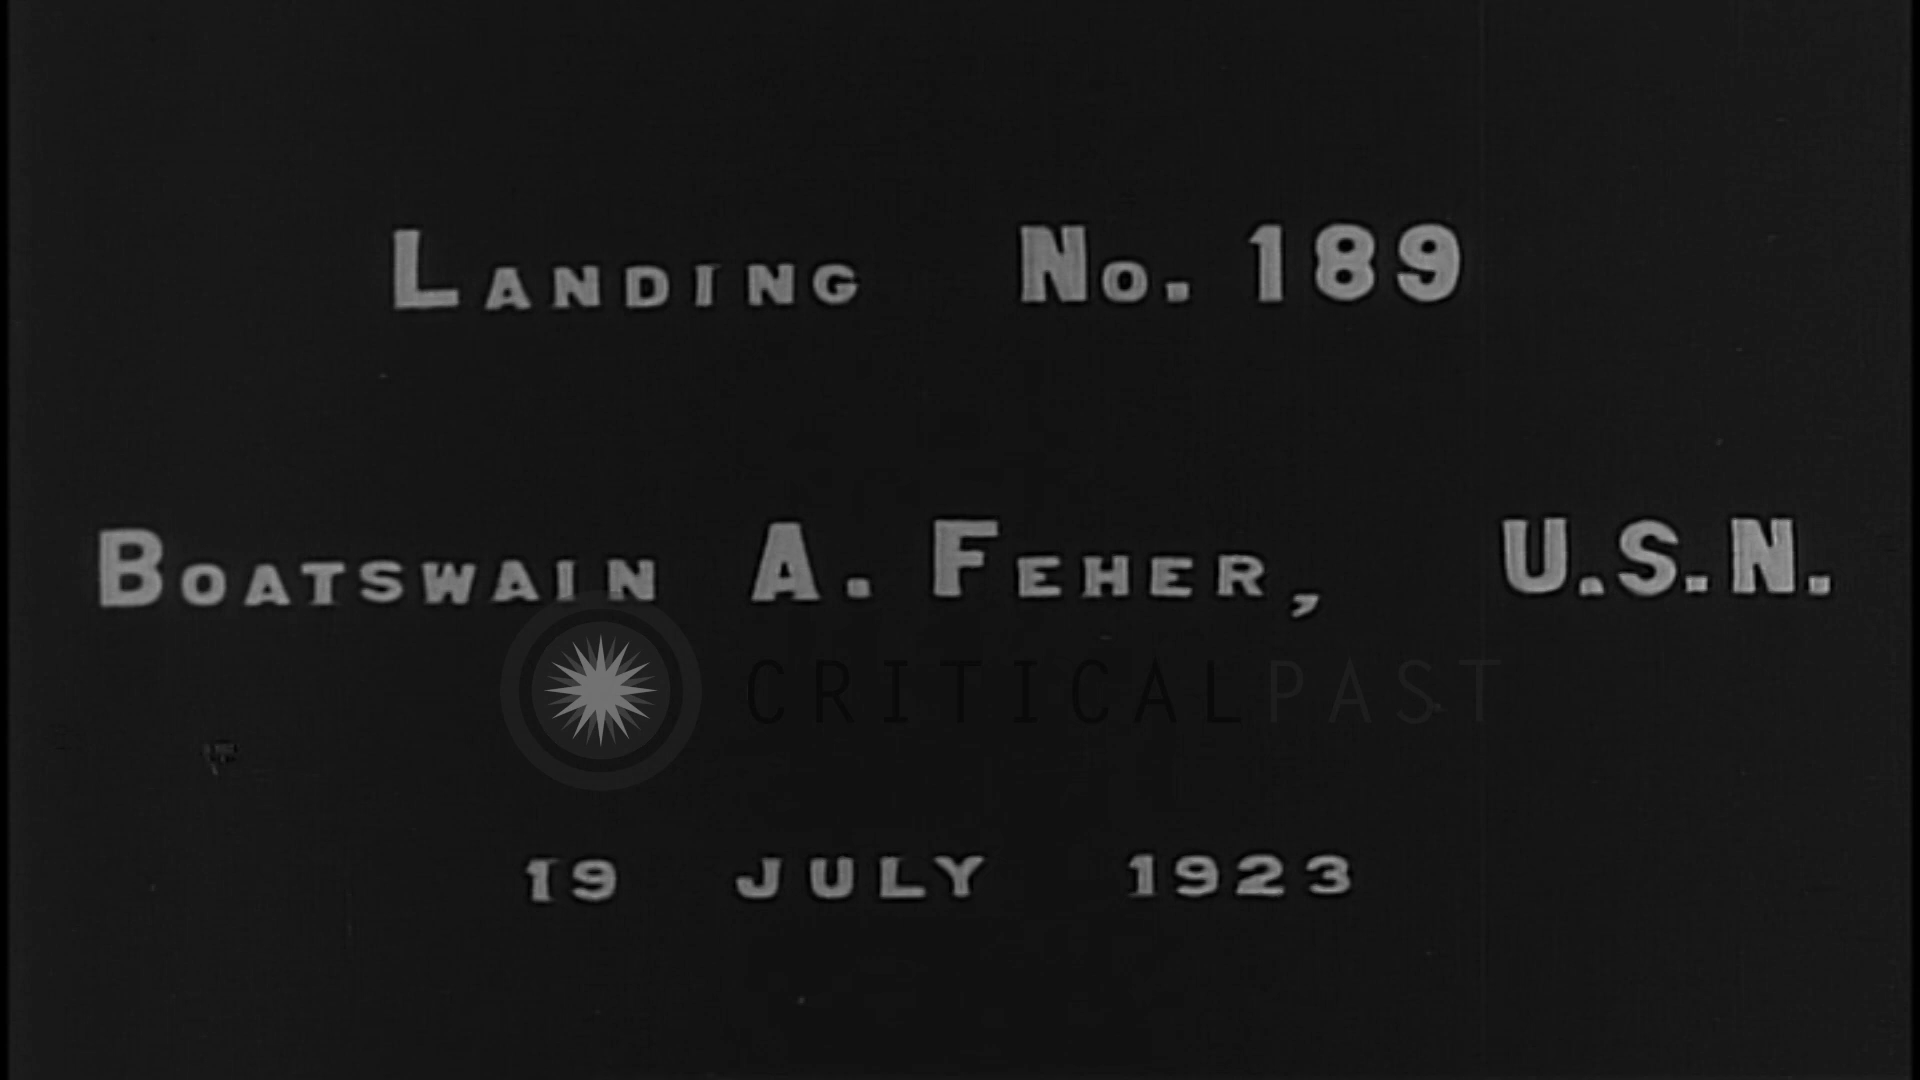 Landing No. 189
Boatswain A. Feher, U.S.N.
CRITICALPAST
19 JULY 1923